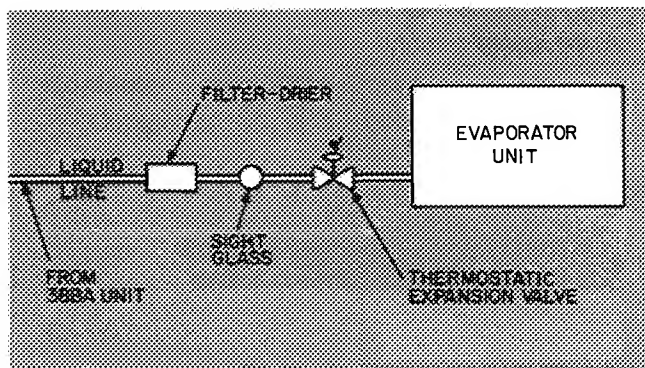 FILTER-DRIER
EVAPORATOR
UNIT
LIQUID
LINE
SIGHT
GLASS
FROM
38BA UNIT
THERMOSTATIC
EXPANSION VALVE